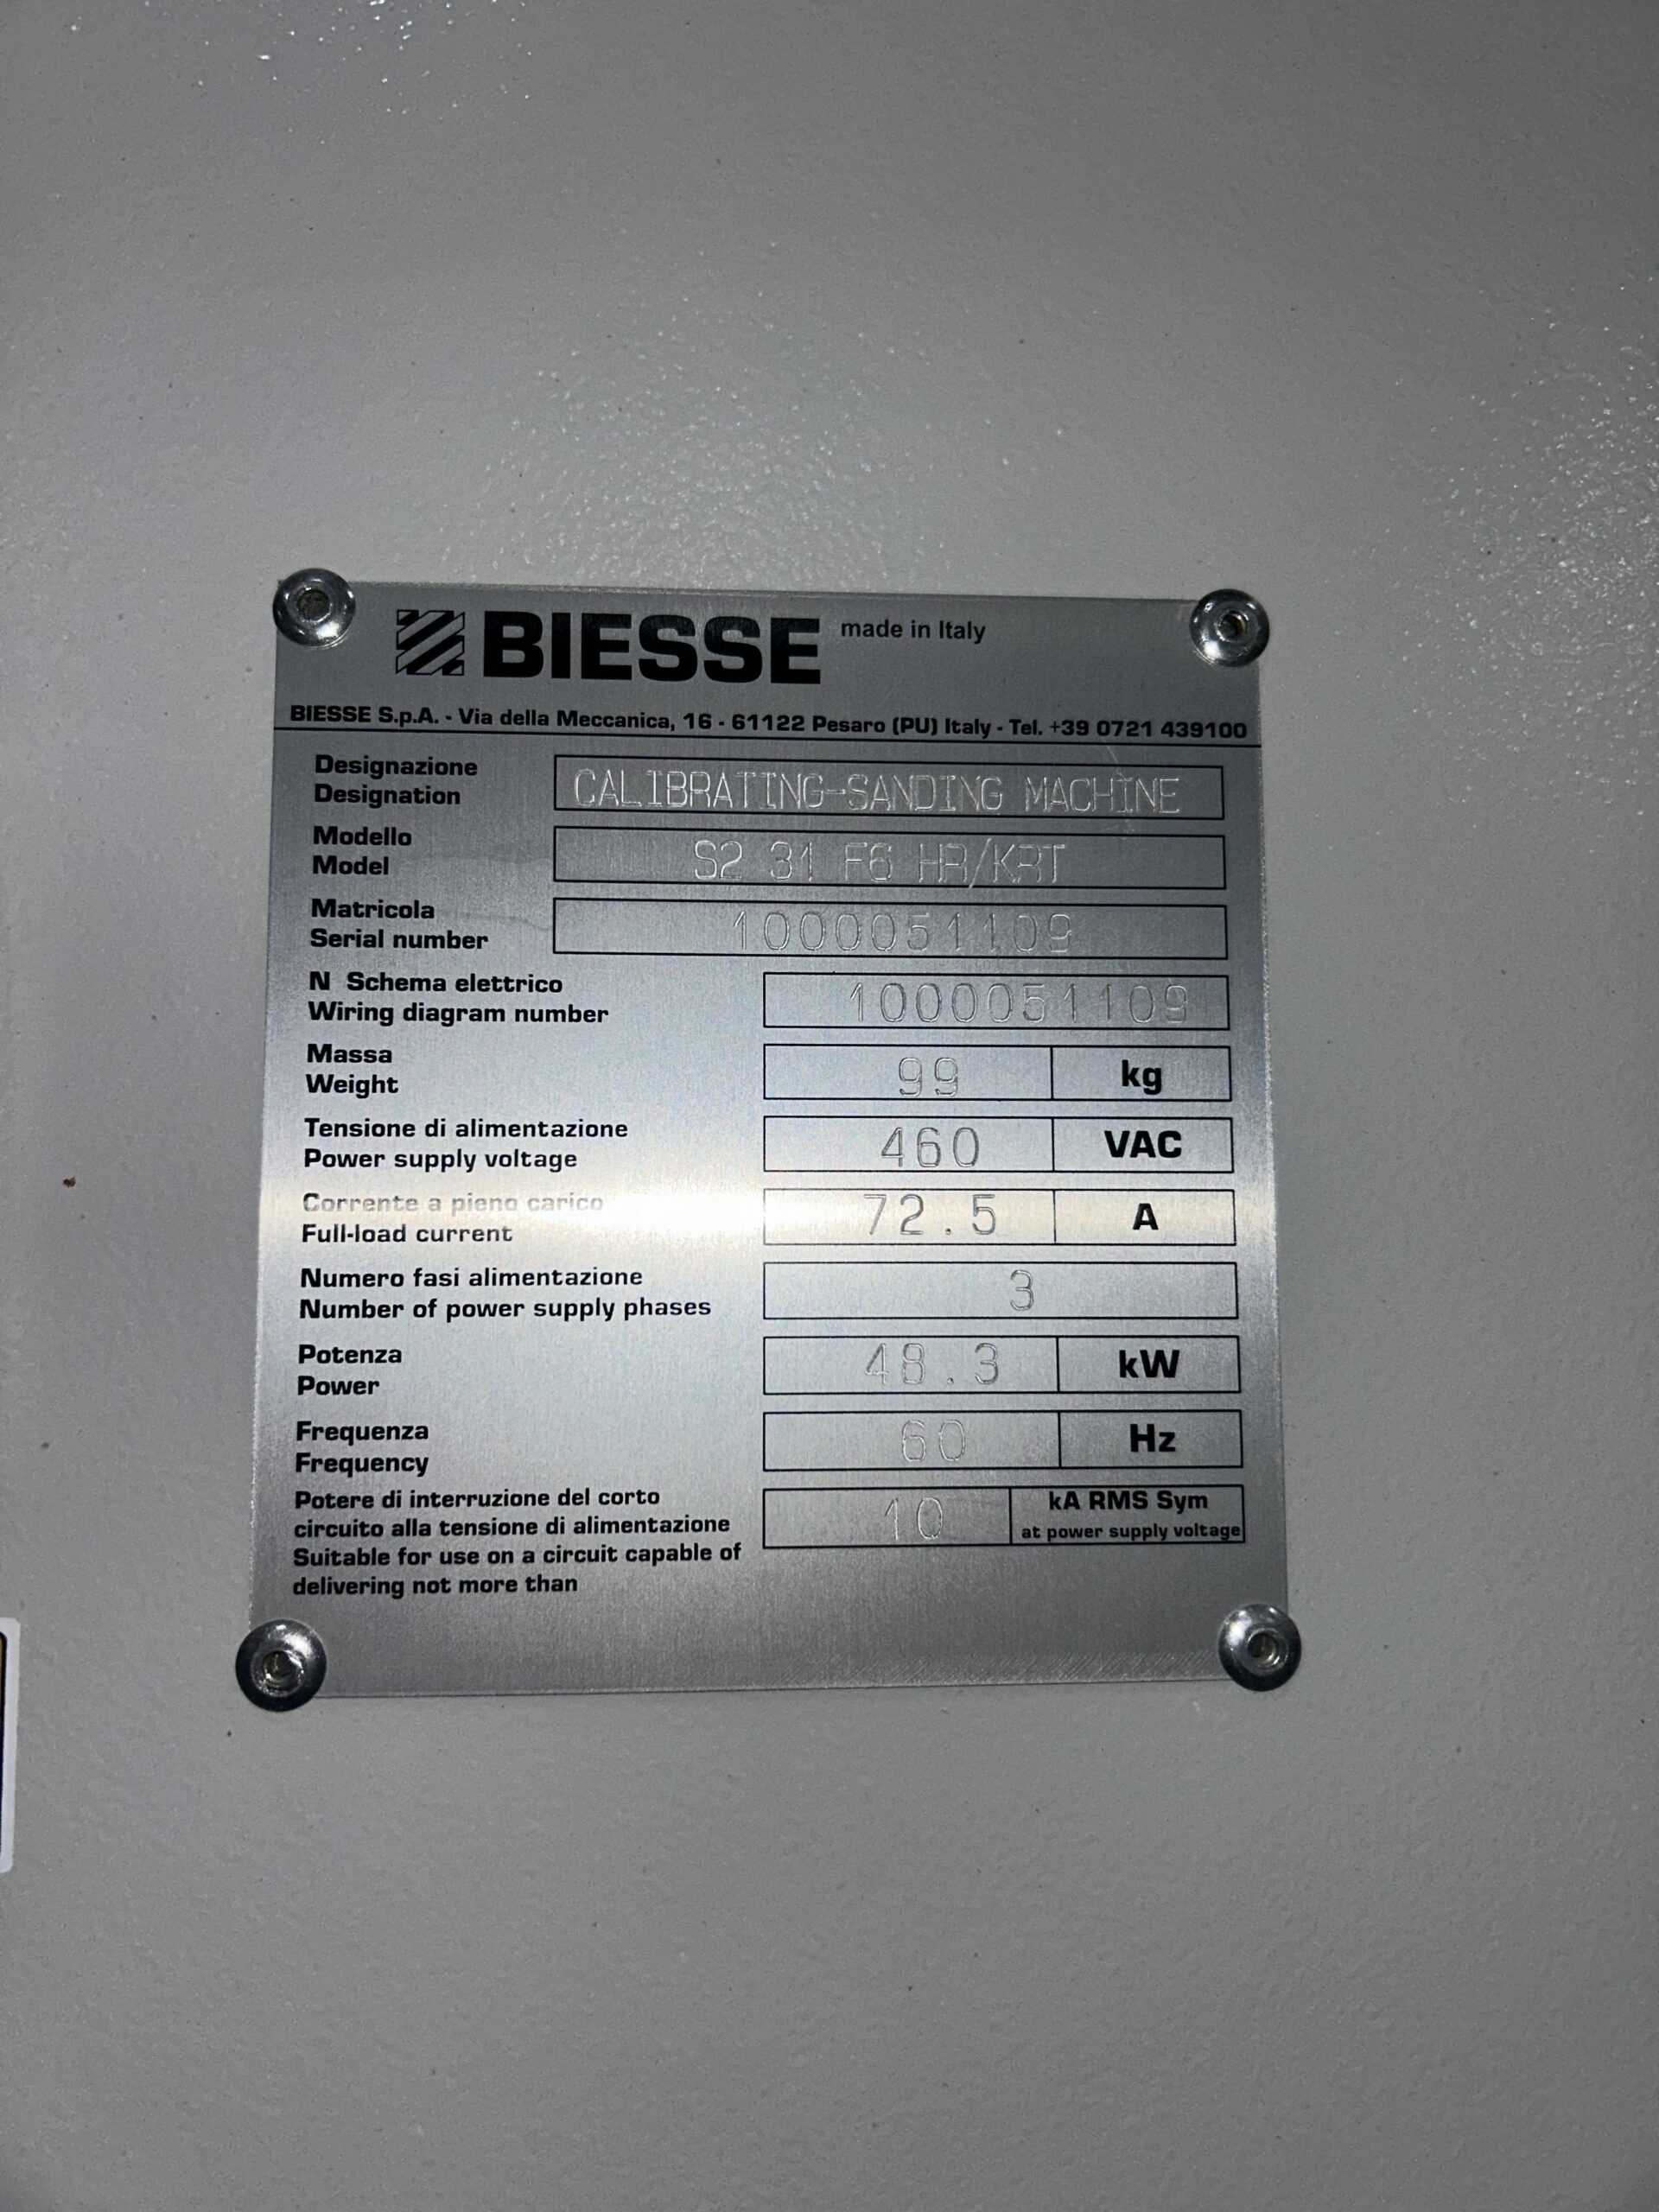 BIESSE made in Italy
BIESSE S.p.A. - Via della Meccanica, 16 - 61122 Pesaro (PU) Italy - Tel. +39 0721 439100
Designazione
Designation
CALIBRATING-SANDING MACHINE
Modello
Model
S2 31 F6 HR/KRT
Matricola
Serial number
1000051109
N Schema elettrico
Wiring diagram number
1000051109
Massa
Weight
99 kg
Tensione di alimentazione
Power supply voltage
460 VAC
Corrente a pieno carico
Full-load current
72.5 A
Numero fasi alimentazione
Number of power supply phases
3
Potenza
Power
48.3 kW
Frequenza
Frequency
60 Hz
Potere di interruzione del corto
circuito alla tensione di alimentazione
Suitable for use on a circuit capable of
delivering not more than
10 kA RMS Sym
at power supply voltage